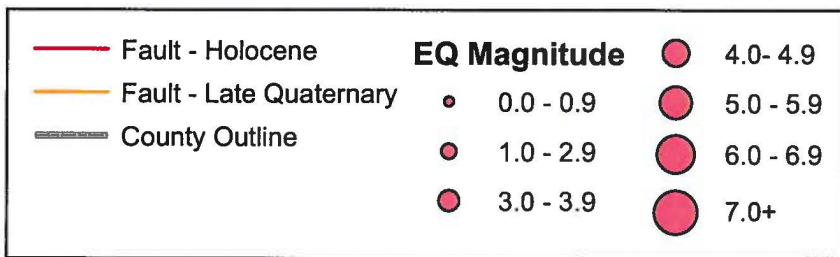 Fault - Holocene
Fault - Late Quaternary
County Outline
EQ Magnitude
0.0 - 0.9
1.0 - 2.9
3.0 - 3.9
4.0- 4.9
5.0 - 5.9
6.0 - 6.9
7.0+